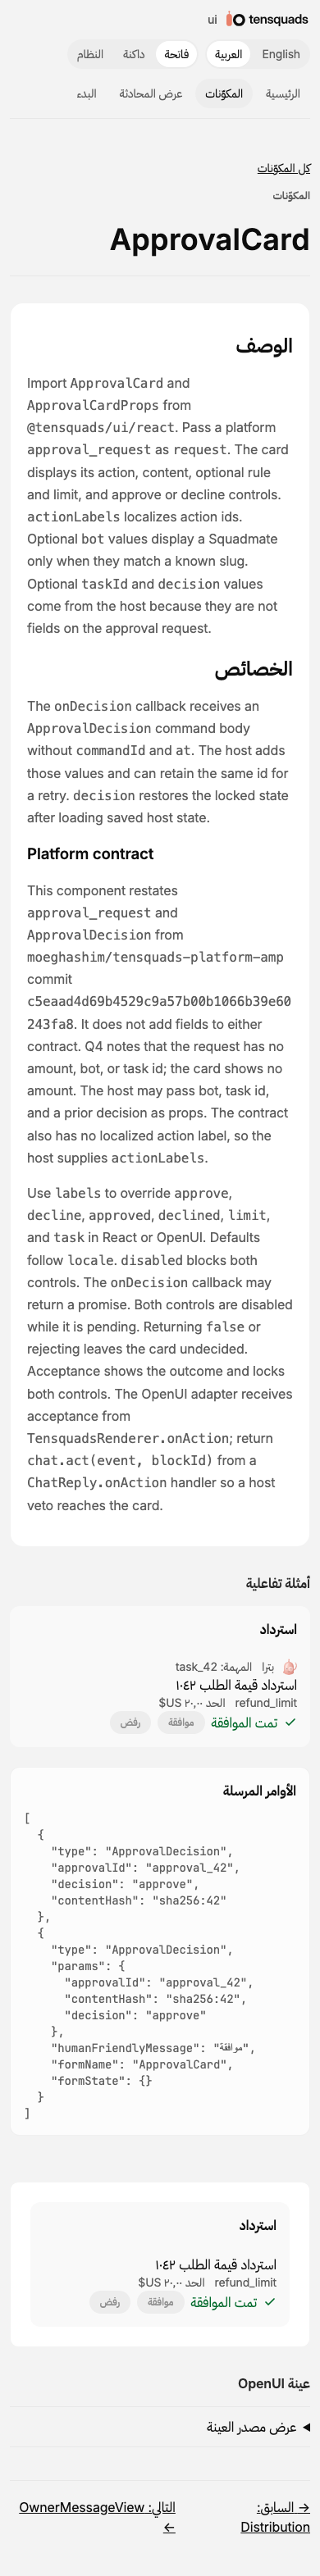 tensquads ui
English العربية فاتحة داكنة النظام
الرئيسية المكوّنات عرض المحادثة البدء
كل المكوّنات
المكوّنات
ApprovalCard
الوصف
Import ApprovalCard and
ApprovalCardProps from
@tensquads/ui/react. Pass a platform
approval_request as request. The card
displays its action, content, optional rule
and limit, and approve or decline controls.
actionLabels localizes action ids.
Optional bot values display a Squadmate
only when they match a known slug.
Optional taskId and decision values
come from the host because they are not
fields on the approval request.
الخصائص
The onDecision callback receives an
ApprovalDecision command body
without commandId and at. The host adds
those values and can retain the same id for
a retry. decision restores the locked state
after loading saved host state.
Platform contract
This component restates
approval_request and
ApprovalDecision from
moeghashim/tensquads-platform-amp
commit
c5eaad4d69b4529c9a57b00b1066b39e60
243fa8. It does not add fields to either
contract. Q4 notes that the request has no
amount, bot, or task id; the card shows no
amount. The host may pass bot, task id,
and a prior decision as props. The contract
also has no localized action label, so the
host supplies actionLabels.
Use labels to override approve,
decline, approved, declined, limit,
and task in React or OpenUI. Defaults
follow locale. disabled blocks both
controls. The onDecision callback may
return a promise. Both controls are disabled
while it is pending. Returning false or
rejecting leaves the card undecided.
Acceptance shows the outcome and locks
both controls. The OpenUI adapter receives
acceptance from
TensquadsRenderer.onAction; return
chat.act(event, blockId) from a
ChatReply.onAction handler so a host
veto reaches the card.
أمثلة تفاعلية
استرداد
بترا المهمة: task_42
استرداد قيمة الطلب ١٠٤٢
refund_limit الحد ٢٠٫٠٠ US$
تمت الموافقة موافقة رفض
الأوامر المرسلة
[
{
"type": "ApprovalDecision",
"approvalId": "approval_42",
"decision": "approve",
"contentHash": "sha256:42"
},
{
"type": "ApprovalDecision",
"params": {
"approvalId": "approval_42",
"contentHash": "sha256:42",
"decision": "approve"
},
"humanFriendlyMessage": "موافقة",
"formName": "ApprovalCard",
"formState": {}
}
]
استرداد
استرداد قيمة الطلب ١٠٤٢
refund_limit الحد ٢٠٫٠٠ US$
تمت الموافقة موافقة رفض
عينة OpenUI
عرض مصدر العينة
→ السابق:
Distribution
التالي: OwnerMessageView
←